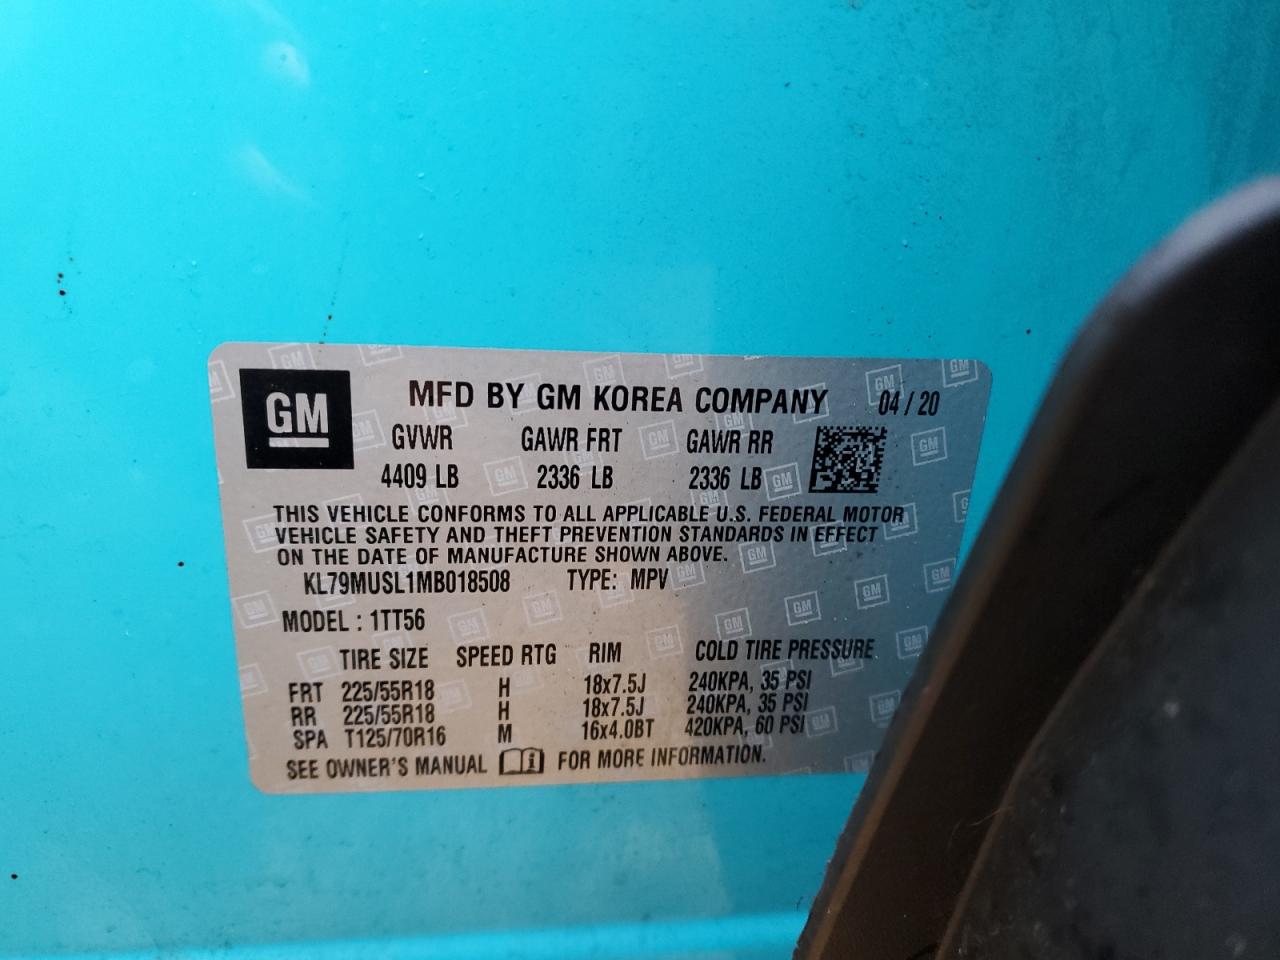 GM
MFD BY GM KOREA COMPANY 04 / 20
GVWR GAWR FRT GAWR RR
4409 LB 2336 LB 2336 LB
THIS VEHICLE CONFORMS TO ALL APPLICABLE U.S. FEDERAL MOTOR
VEHICLE SAFETY AND THEFT PREVENTION STANDARDS IN EFFECT
ON THE DATE OF MANUFACTURE SHOWN ABOVE.
KL79MUSL1MB018508 TYPE: MPV
MODEL : 1TT56
TIRE SIZE SPEED RTG RIM COLD TIRE PRESSURE
FRT 225/55R18 H 18x7.5J 240KPA, 35 PSI
RR 225/55R18 H 18x7.5J 240KPA, 35 PSI
SPA T125/70R16 M 16x4.0BT 420KPA, 60 PSI
SEE OWNER'S MANUAL FOR MORE INFORMATION.